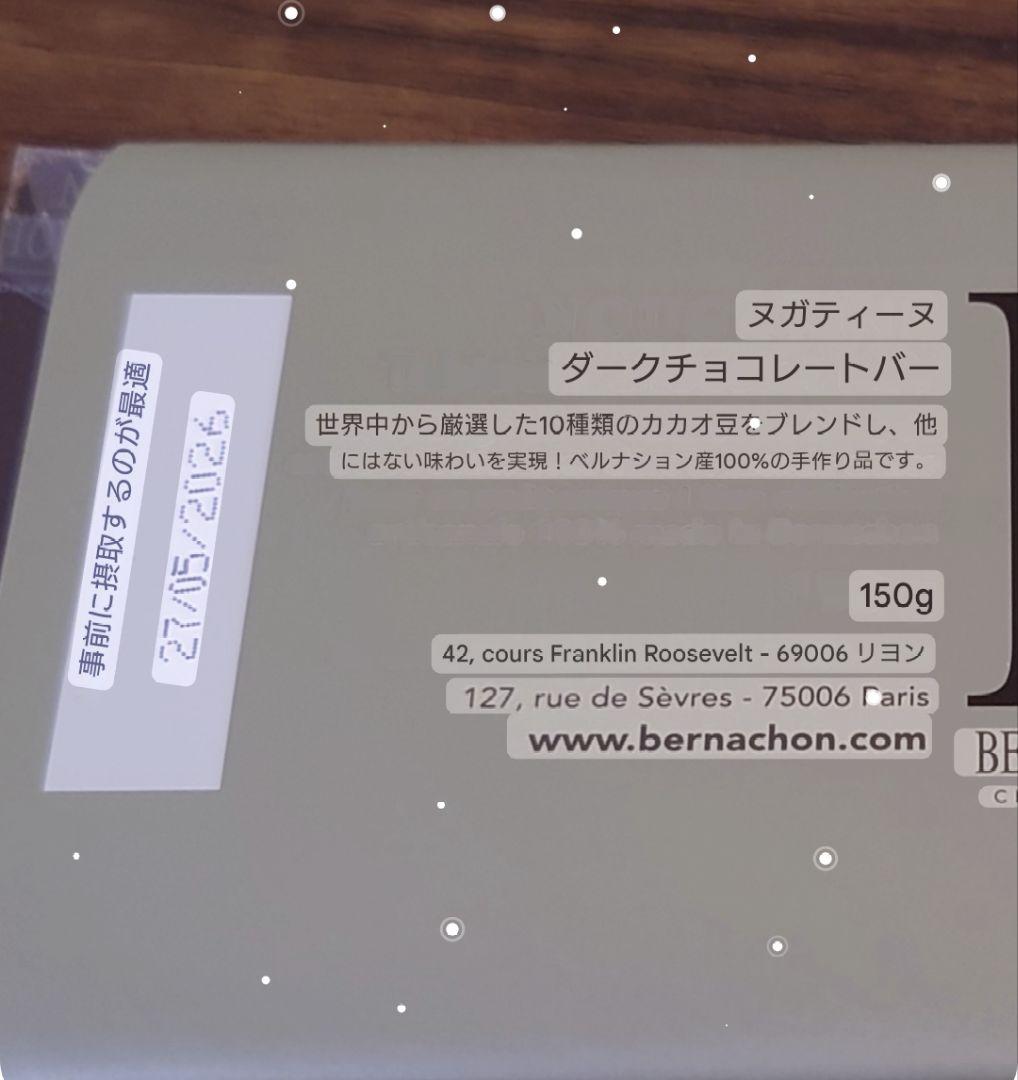 ヌガティーヌ
ダークチョコレートバー
世界中から厳選した10種類のカカオ豆をブレンドし、他
にはない味わいを実現！ベルナション産100%の手作り品です。
150g
42, cours Franklin Roosevelt - 69006 リヨン
127, rue de Sèvres - 75006 Paris
www.bernachon.com
事前に摂取するのが最適
27/05/2026